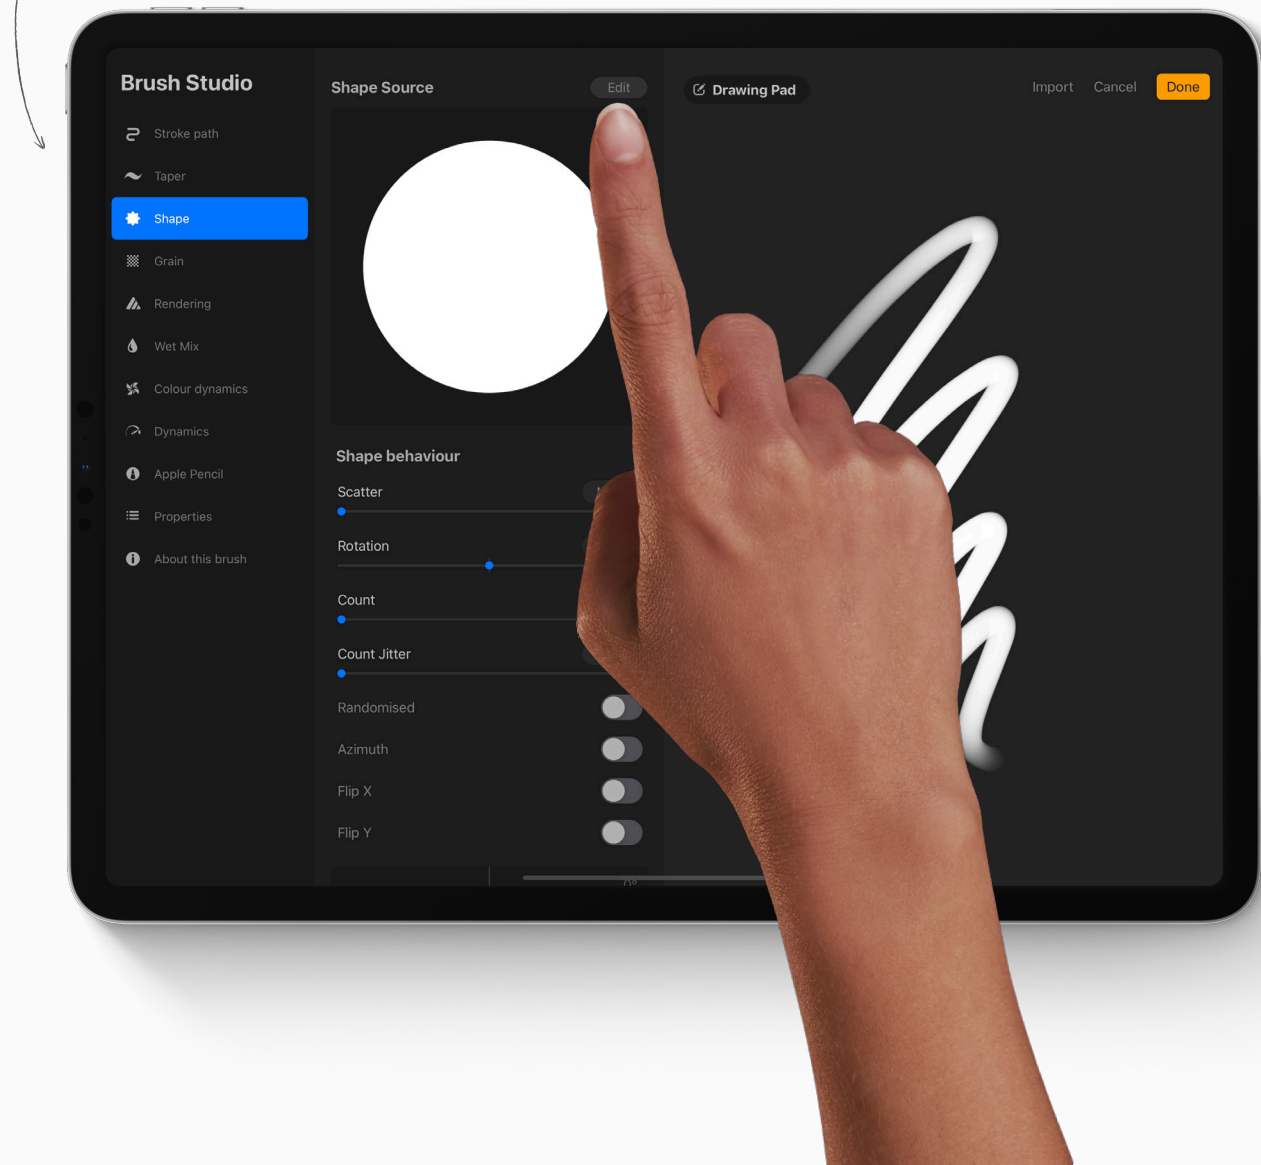 Brush Studio
Stroke path
Taper
Shape
Grain
Rendering
Wet Mix
Colour dynamics
Dynamics
Apple Pencil
Properties
About this brush
Shape Source
Edit
Shape behaviour
Scatter
Rotation
Count
Count Jitter
Randomised
Azimuth
Flip X
Flip Y
0°
Drawing Pad
Import
Cancel
Done